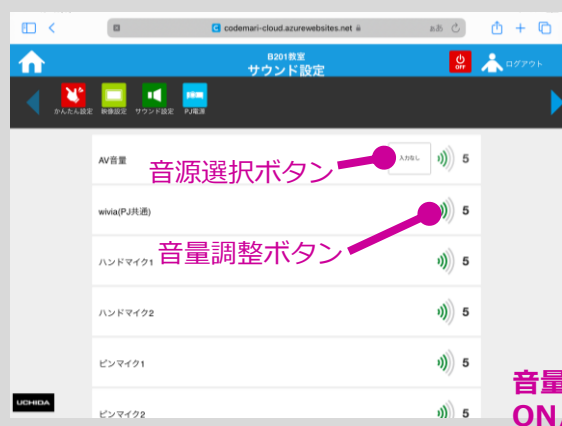 codemari-cloud.azurewebsites.net
ぁあ
B201教室
サウンド設定
OFF
ログアウト
かんたん設定 映像設定 サウンド設定 PJ電源
AV音量 入力なし 5
音源選択ボタン
wivia(PJ共通) 5
音量調整ボタン
ハンドマイク1 5
ハンドマイク2 5
ピンマイク1 5
ピンマイク2 5
UCHIDA
音量
ON